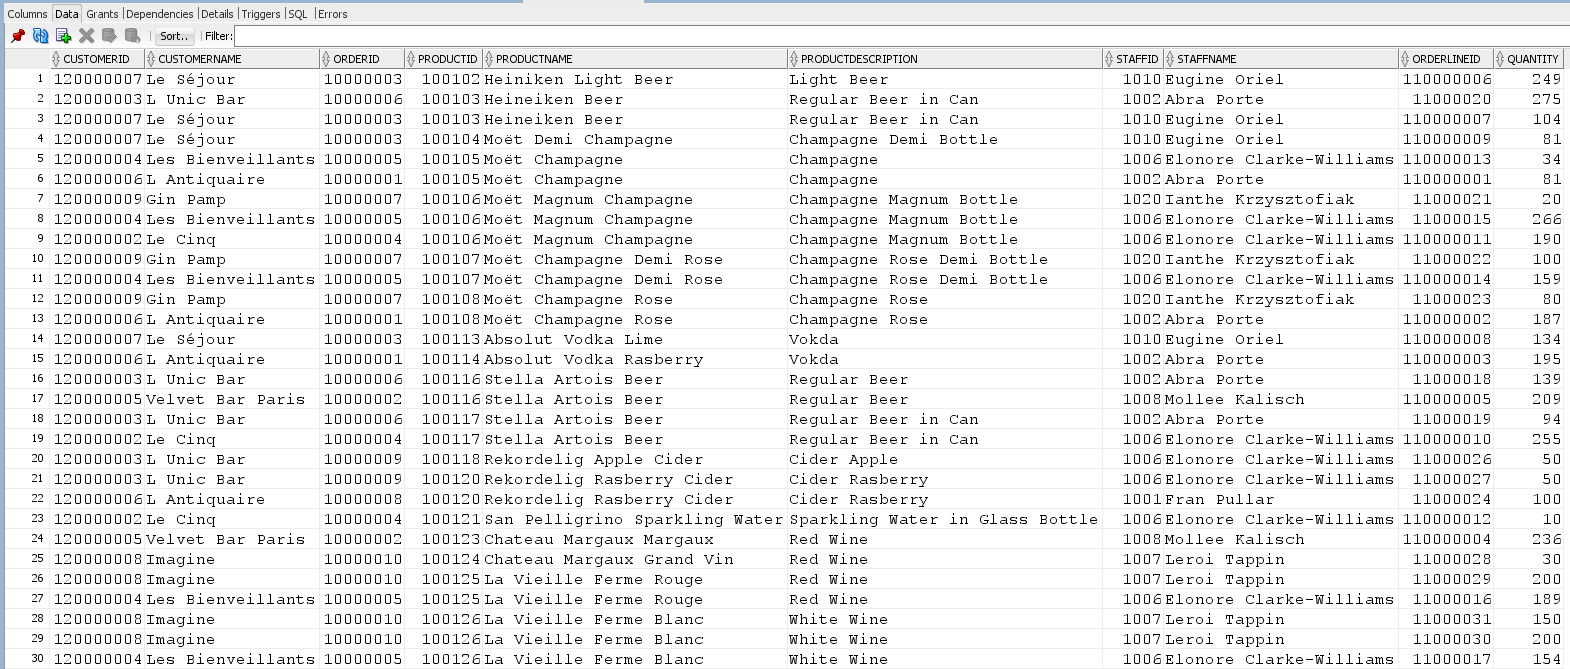 Columns Data Grants Dependencies Details Triggers SQL Errors
Sort.. Filter:
CUSTOMERID CUSTOMERNAME ORDERID PRODUCTID PRODUCTNAME PRODUCTDESCRIPTION STAFFID STAFFNAME ORDERLINEID QUANTITY
1 120000007 Le Séjour 10000003 100102 Heiniken Light Beer Light Beer 1010 Eugine Oriel 110000006 249
2 120000003 L Unic Bar 10000006 100103 Heineiken Beer Regular Beer in Can 1002 Abra Porte 11000020 275
3 120000007 Le Séjour 10000003 100103 Heineiken Beer Regular Beer in Can 1010 Eugine Oriel 110000007 104
4 120000007 Le Séjour 10000003 100104 Moët Demi Champagne Champagne Demi Bottle 1010 Eugine Oriel 110000009 81
5 120000004 Les Bienveillants 10000005 100105 Moët Champagne Champagne 1006 Elonore Clarke-Williams 110000013 34
6 120000006 L Antiquaire 10000001 100105 Moët Champagne Champagne 1002 Abra Porte 110000001 81
7 120000009 Gin Pamp 10000007 100106 Moët Magnum Champagne Champagne Magnum Bottle 1020 Ianthe Krzysztofiak 11000021 20
8 120000004 Les Bienveillants 10000005 100106 Moët Magnum Champagne Champagne Magnum Bottle 1006 Elonore Clarke-Williams 11000015 266
9 120000002 Le Cinq 10000004 100106 Moët Magnum Champagne Champagne Magnum Bottle 1006 Elonore Clarke-Williams 110000011 190
10 120000009 Gin Pamp 10000007 100107 Moët Champagne Demi Rose Champagne Rose Demi Bottle 1020 Ianthe Krzysztofiak 11000022 100
11 120000004 Les Bienveillants 10000005 100107 Moët Champagne Demi Rose Champagne Rose Demi Bottle 1006 Elonore Clarke-Williams 110000014 159
12 120000009 Gin Pamp 10000007 100108 Moët Champagne Rose Champagne Rose 1020 Ianthe Krzysztofiak 11000023 80
13 120000006 L Antiquaire 10000001 100108 Moët Champagne Rose Champagne Rose 1002 Abra Porte 110000002 187
14 120000007 Le Séjour 10000003 100113 Absolut Vodka Lime Vokda 1010 Eugine Oriel 110000008 134
15 120000006 L Antiquaire 10000001 100114 Absolut Vodka Rasberry Vokda 1002 Abra Porte 110000003 195
16 120000003 L Unic Bar 10000006 100116 Stella Artois Beer Regular Beer 1002 Abra Porte 11000018 139
17 120000005 Velvet Bar Paris 10000002 100116 Stella Artois Beer Regular Beer 1008 Mollee Kalisch 110000005 209
18 120000003 L Unic Bar 10000006 100117 Stella Artois Beer Regular Beer in Can 1002 Abra Porte 11000019 94
19 120000002 Le Cinq 10000004 100117 Stella Artois Beer Regular Beer in Can 1006 Elonore Clarke-Williams 110000010 255
20 120000003 L Unic Bar 10000009 100118 Rekordelig Apple Cider Cider Apple 1006 Elonore Clarke-Williams 11000026 50
21 120000003 L Unic Bar 10000009 100120 Rekordelig Rasberry Cider Cider Rasberry 1006 Elonore Clarke-Williams 11000027 50
22 120000006 L Antiquaire 10000008 100120 Rekordelig Rasberry Cider Cider Rasberry 1001 Fran Pullar 11000024 100
23 120000002 Le Cinq 10000004 100121 San Pelligrino Sparkling Water Sparkling Water in Glass Bottle 1006 Elonore Clarke-Williams 110000012 10
24 120000005 Velvet Bar Paris 10000002 100123 Chateau Margaux Margaux Red Wine 1008 Mollee Kalisch 110000004 236
25 120000008 Imagine 10000010 100124 Chateau Margaux Grand Vin Red Wine 1007 Leroi Tappin 11000028 30
26 120000008 Imagine 10000010 100125 La Vieille Ferme Rouge Red Wine 1007 Leroi Tappin 11000029 200
27 120000004 Les Bienveillants 10000005 100125 La Vieille Ferme Rouge Red Wine 1006 Elonore Clarke-Williams 11000016 189
28 120000008 Imagine 10000010 100126 La Vieille Ferme Blanc White Wine 1007 Leroi Tappin 11000031 150
29 120000008 Imagine 10000010 100126 La Vieille Ferme Blanc White Wine 1007 Leroi Tappin 11000030 200
30 120000004 Les Bienveillants 10000005 100126 La Vieille Ferme Blanc White Wine 1006 Elonore Clarke-Williams 11000017 154